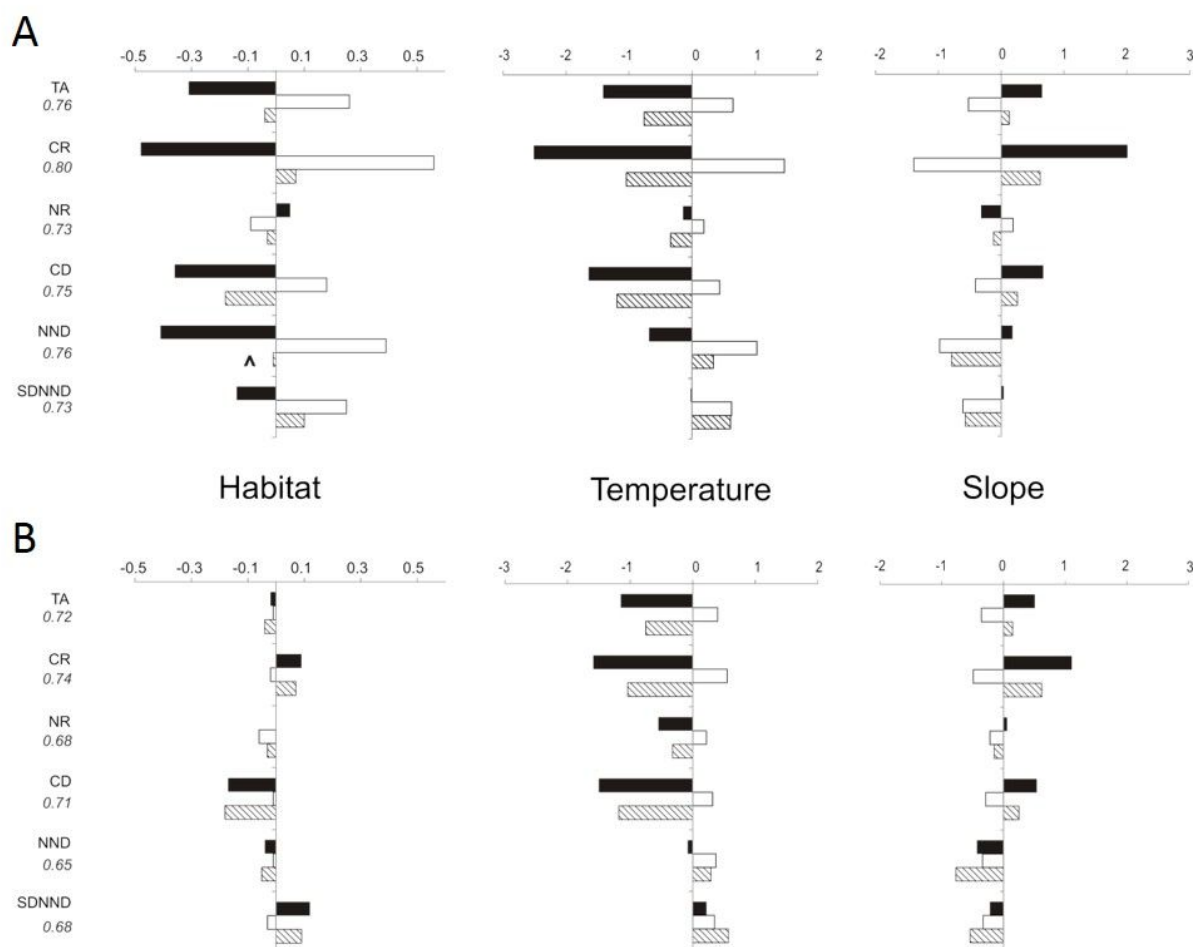 A
-0.5 -0.1 0.1 0.3 0.5
-3 -2 -1 0 1 2
-2 -1 0 1 2 3
TA
0.76
CR
0.80
NR
0.73
CD
0.75
NND
0.76
^
SDNND
0.73
Habitat Temperature Slope
B
-0.5 -0.3 -0.1 0.1 0.3 0.5
-3 -2 -1 0 1 2
-2 -1 0 1 2 3
TA
0.72
CR
0.74
NR
0.68
CD
0.71
NND
0.65
SDNND
0.68